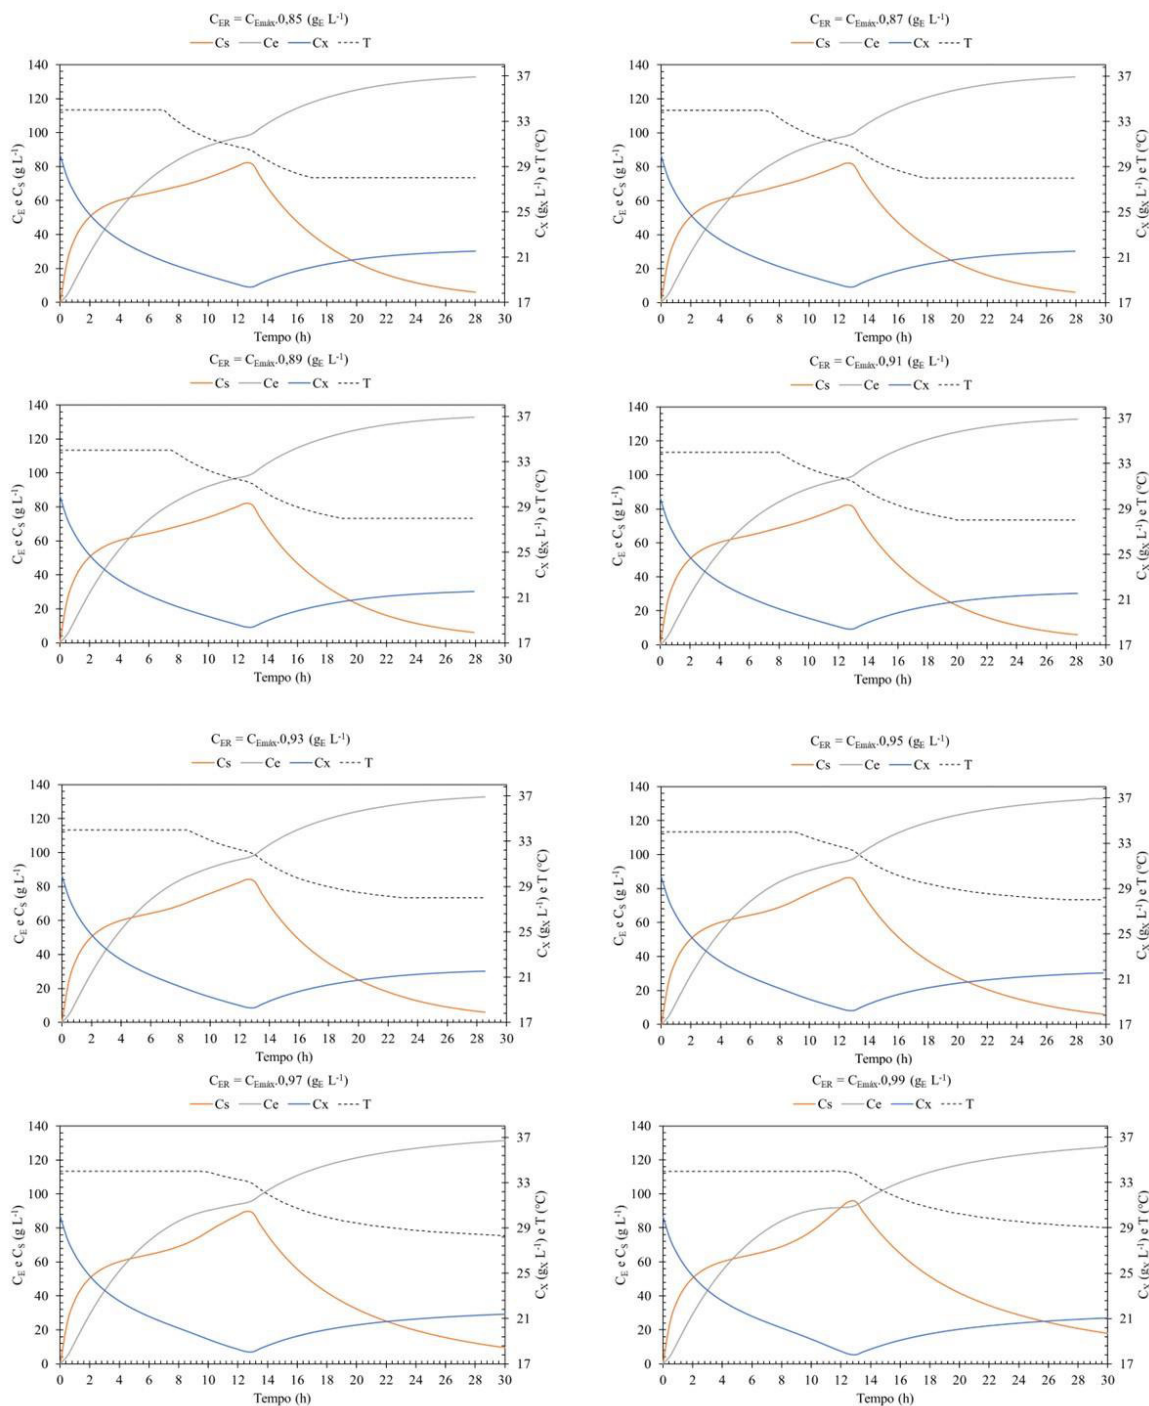 C_ER = C_Emáx.0,85 (g_E L⁻¹)
Cs Ce Cx T
140
120
100
80
60
40
20
0
C_E e C_S (g L⁻¹)
37
33
29
25
21
17
C_X (g_X L⁻¹) e T (°C)
0 2 4 6 8 10 12 14 16 18 20 22 24 26 28 30
Tempo (h)
C_ER = C_Emáx.0,87 (g_E L⁻¹)
Cs Ce Cx T
140
120
100
80
60
40
20
0
C_E e C_S (g L⁻¹)
37
33
29
25
21
17
C_X (g_X L⁻¹) e T (°C)
0 2 4 6 8 10 12 14 16 18 20 22 24 26 28 30
Tempo (h)
C_ER = C_Emáx.0,89 (g_E L⁻¹)
Cs Ce Cx T
140
120
100
80
60
40
20
0
C_E e C_S (g L⁻¹)
37
33
29
25
21
17
C_X (g_X L⁻¹) e T (°C)
0 2 4 6 8 10 12 14 16 18 20 22 24 26 28 30
Tempo (h)
C_ER = C_Emáx.0,91 (g_E L⁻¹)
Cs Ce Cx T
140
120
100
80
60
40
20
0
C_E e C_S (g L⁻¹)
37
33
29
25
21
17
C_X (g_X L⁻¹) e T (°C)
0 2 4 6 8 10 12 14 16 18 20 22 24 26 28 30
Tempo (h)
C_ER = C_Emáx.0,93 (g_E L⁻¹)
Cs Ce Cx T
140
120
100
80
60
40
20
0
C_E e C_S (g L⁻¹)
37
33
29
25
21
17
C_X (g_X L⁻¹) e T (°C)
0 2 4 6 8 10 12 14 16 18 20 22 24 26 28 30
Tempo (h)
C_ER = C_Emáx.0,95 (g_E L⁻¹)
Cs Ce Cx T
140
120
100
80
60
40
20
0
C_E e C_S (g L⁻¹)
37
33
29
25
21
17
C_X (g_X L⁻¹) e T (°C)
0 2 4 6 8 10 12 14 16 18 20 22 24 26 28 30
Tempo (h)
C_ER = C_Emáx.0,97 (g_E L⁻¹)
Cs Ce Cx T
140
120
100
80
60
40
20
0
C_E e C_S (g L⁻¹)
37
33
29
25
21
17
C_X (g_X L⁻¹) e T (°C)
0 2 4 6 8 10 12 14 16 18 20 22 24 26 28 30
Tempo (h)
C_ER = C_Emáx.0,99 (g_E L⁻¹)
Cs Ce Cx T
140
120
100
80
60
40
20
0
C_E e C_S (g L⁻¹)
37
33
29
25
21
17
C_X (g_X L⁻¹) e T (°C)
0 2 4 6 8 10 12 14 16 18 20 22 24 26 28 30
Tempo (h)